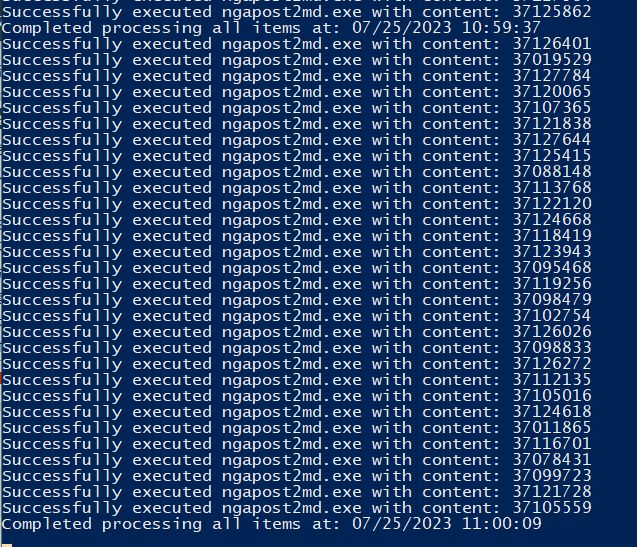 Successfully executed ngapost2md.exe with content: 37125862
Completed processing all items at: 07/25/2023 10:59:37
Successfully executed ngapost2md.exe with content: 37126401
Successfully executed ngapost2md.exe with content: 37019529
Successfully executed ngapost2md.exe with content: 37127784
Successfully executed ngapost2md.exe with content: 37120065
Successfully executed ngapost2md.exe with content: 37107365
Successfully executed ngapost2md.exe with content: 37121838
Successfully executed ngapost2md.exe with content: 37127644
Successfully executed ngapost2md.exe with content: 37125415
Successfully executed ngapost2md.exe with content: 37088148
Successfully executed ngapost2md.exe with content: 37113768
Successfully executed ngapost2md.exe with content: 37122120
Successfully executed ngapost2md.exe with content: 37124668
Successfully executed ngapost2md.exe with content: 37118419
Successfully executed ngapost2md.exe with content: 37123943
Successfully executed ngapost2md.exe with content: 37095468
Successfully executed ngapost2md.exe with content: 37119256
Successfully executed ngapost2md.exe with content: 37098479
Successfully executed ngapost2md.exe with content: 37102754
Successfully executed ngapost2md.exe with content: 37126026
Successfully executed ngapost2md.exe with content: 37098833
Successfully executed ngapost2md.exe with content: 37126272
Successfully executed ngapost2md.exe with content: 37112135
Successfully executed ngapost2md.exe with content: 37105016
Successfully executed ngapost2md.exe with content: 37124618
Successfully executed ngapost2md.exe with content: 37011865
Successfully executed ngapost2md.exe with content: 37116701
Successfully executed ngapost2md.exe with content: 37078431
Successfully executed ngapost2md.exe with content: 37099723
Successfully executed ngapost2md.exe with content: 37121728
Successfully executed ngapost2md.exe with content: 37105559
Completed processing all items at: 07/25/2023 11:00:09